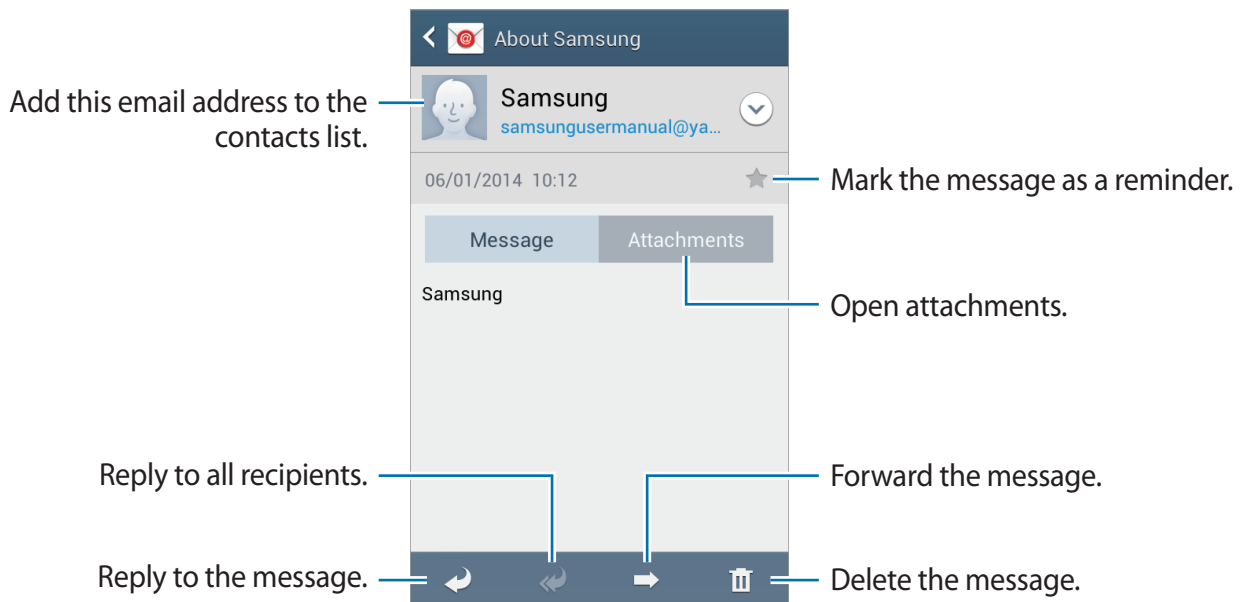 About Samsung
Add this email address to the
contacts list.
Samsung
samsungusermanual@ya...
06/01/2014 10:12
Mark the message as a reminder.
Message
Attachments
Samsung
Open attachments.
Reply to all recipients.
Forward the message.
Reply to the message.
Delete the message.